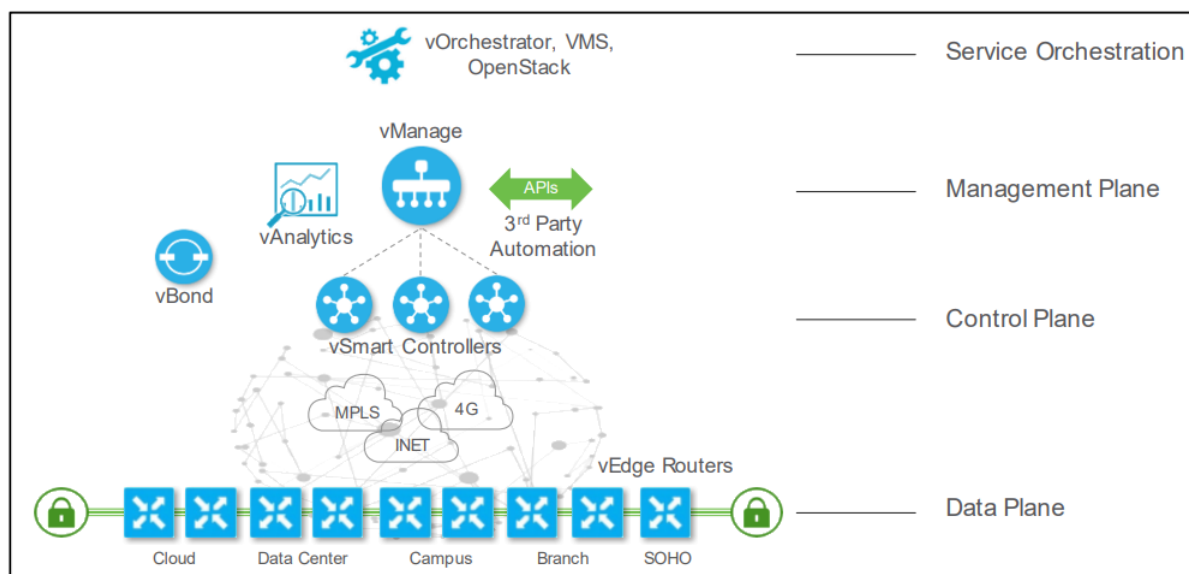 vOrchestrator, VMS,
OpenStack
Service Orchestration
vManage
APIs
Management Plane
3rd Party
Automation
vAnalytics
vBond
Control Plane
vSmart Controllers
MPLS
4G
INET
vEdge Routers
Data Plane
Cloud
Data Center
Campus
Branch
SOHO